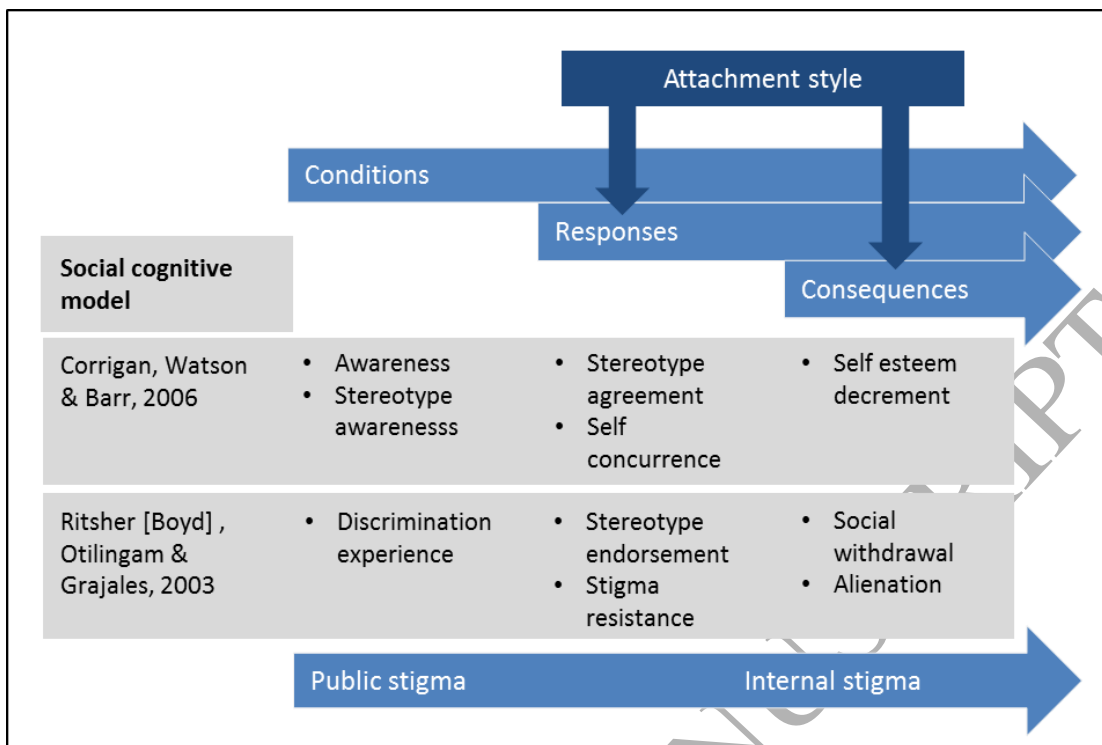 Attachment style
Conditions
Responses
Consequences
Social cognitive
model
Corrigan, Watson
& Barr, 2006
• Awareness
• Stereotype
awarenesss
• Stereotype
agreement
• Self
concurrence
• Self esteem
decrement
Ritsher [Boyd] ,
Otilingam &
Grajales, 2003
• Discrimination
experience
• Stereotype
endorsement
• Stigma
resistance
• Social
withdrawal
• Alienation
Public stigma
Internal stigma